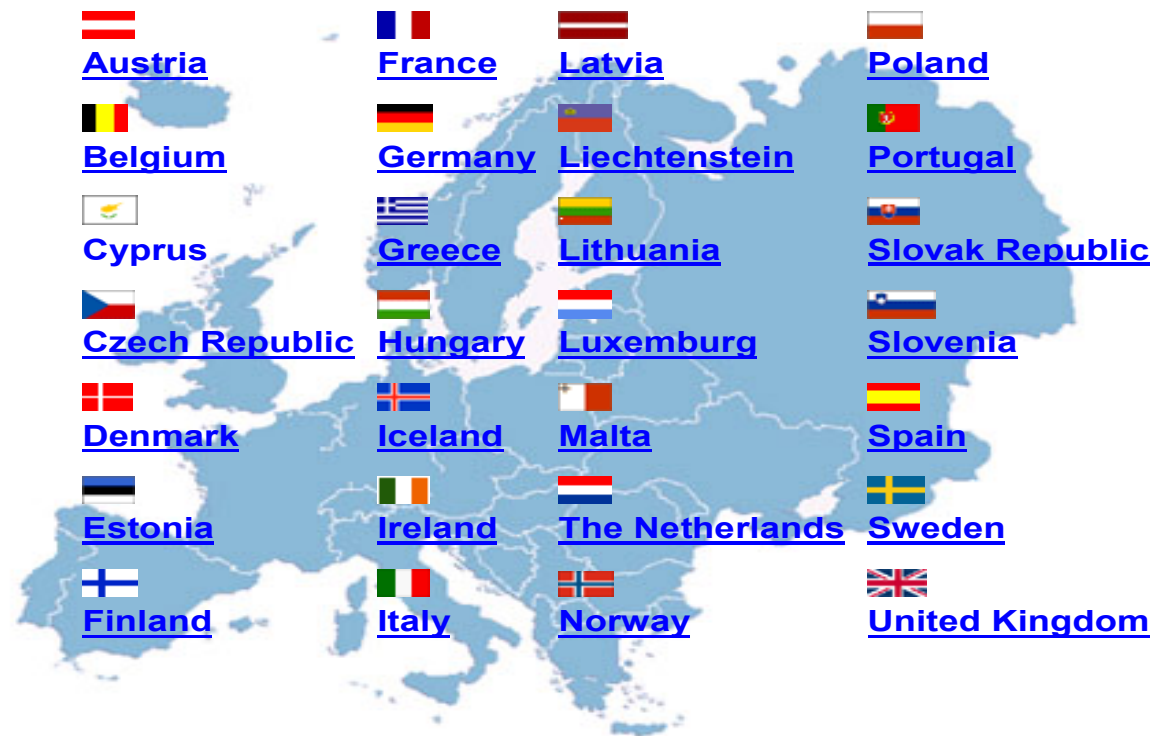 Austria
France
Latvia
Poland
Belgium
Germany
Liechtenstein
Portugal
Cyprus
Greece
Lithuania
Slovak Republic
Czech Republic
Hungary
Luxemburg
Slovenia
Denmark
Iceland
Malta
Spain
Estonia
Ireland
The Netherlands
Sweden
Finland
Italy
Norway
United Kingdom